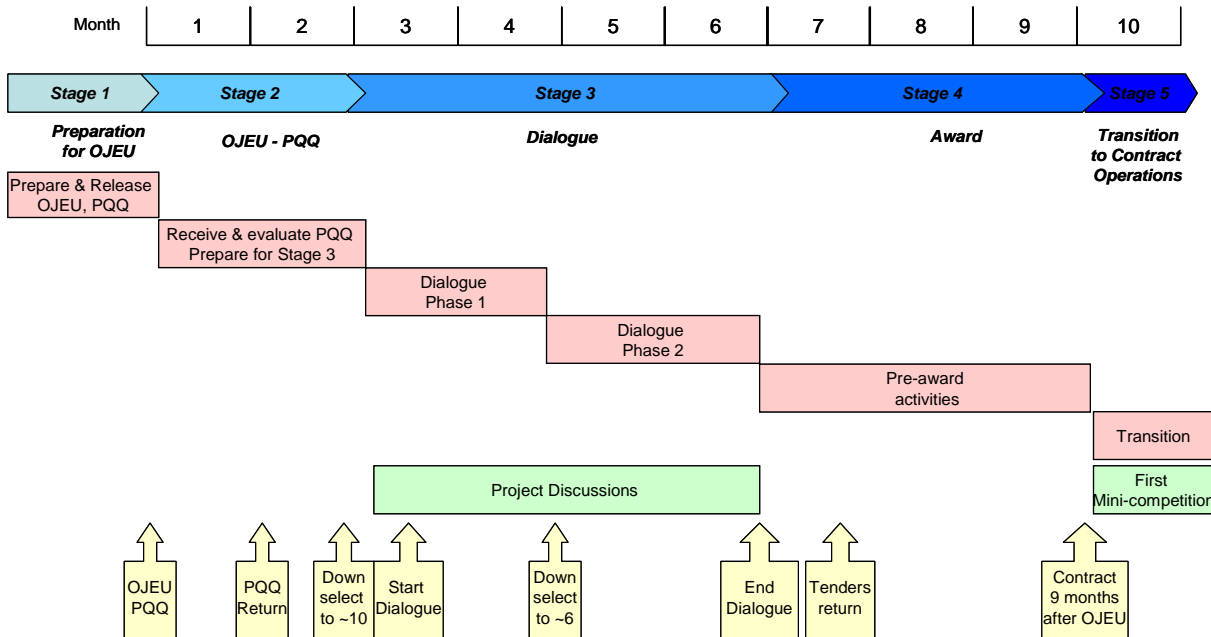 Month 1 2 3 4 5 6 7 8 9 10
Stage 1 Stage 2 Stage 3 Stage 4 Stage 5
Preparation
for OJEU
OJEU - PQQ
Dialogue
Award
Transition
to Contract
Operations
Prepare & Release
OJEU, PQQ
Receive & evaluate PQQ
Prepare for Stage 3
Dialogue
Phase 1
Dialogue
Phase 2
Pre-award
activities
Transition
Project Discussions
First
Mini-competition
OJEU
PQQ
PQQ
Return
Down
select
to ~10
Start
Dialogue
Down
select
to ~6
End
Dialogue
Tenders
return
Contract
9 months
after OJEU